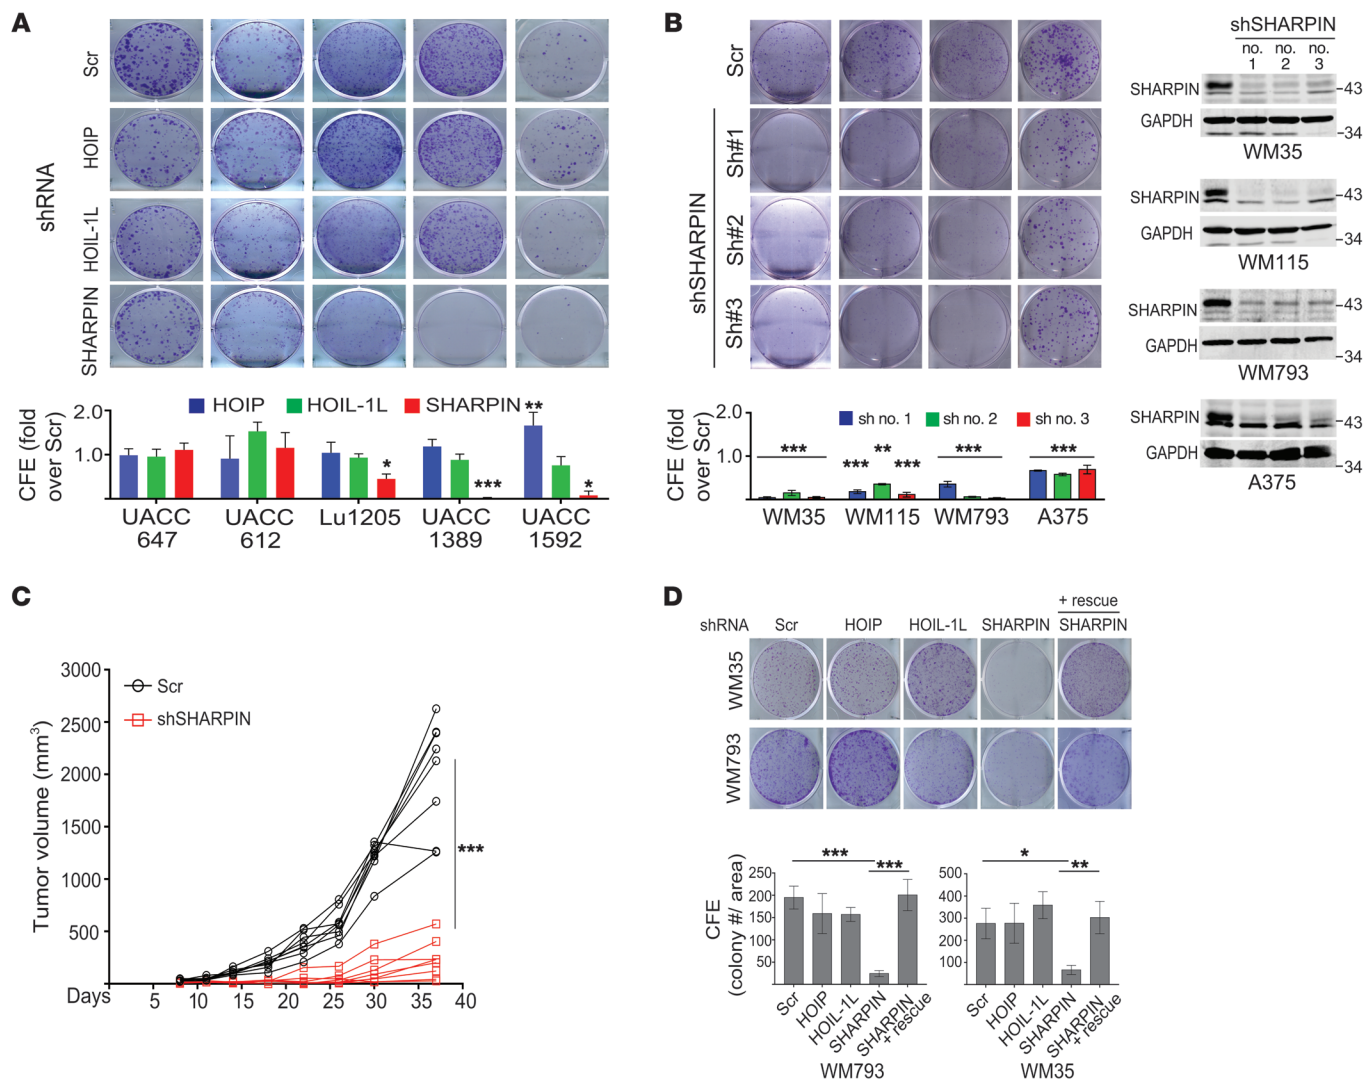 A
Scr
HOIP
HOIL-1L
SHARPIN
shRNA
CFE (fold
over Scr)
2.0
1.0
HOIP
HOIL-1L
SHARPIN
*
***
**
*
UACC
647
UACC
612
Lu1205
UACC
1389
UACC
1592
B
Scr
Sh#1
Sh#2
Sh#3
shSHARPIN
CFE (fold
over Scr)
2.0
1.0
sh no. 1
sh no. 2
sh no. 3
***
***
**
***
***
***
WM35
WM115
WM793
A375
shSHARPIN
no. no. no.
1 2 3
SHARPIN
-43
GAPDH
-34
WM35
SHARPIN
-43
GAPDH
-34
WM115
SHARPIN
-43
GAPDH
-34
WM793
SHARPIN
-43
GAPDH
-34
A375
C
Tumor volume (mm3)
3000
2500
2000
1500
1000
500
Scr
shSHARPIN
***
Days
5 10 15 20 25 30 35 40
D
+ rescue
shRNA Scr HOIP HOIL-1L SHARPIN SHARPIN
WM35
WM793
CFE
(colony #/ area)
250
200
150
100
50
***
***
Scr
HOIP
HOIL-1L
SHARPIN
SHARPIN
+ rescue
WM793
500
400
300
200
100
*
**
Scr
HOIP
HOIL-1L
SHARPIN
SHARPIN
+ rescue
WM35